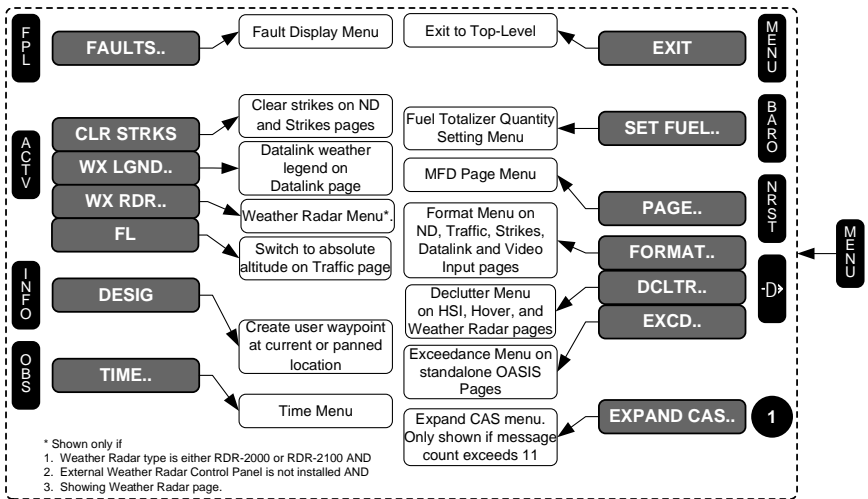 FPL
FAULTS..
Fault Display Menu
Exit to Top-Level
EXIT
MENU
ACTV
CLR STRKS
WX LGND..
WX RDR..
FL
Clear strikes on ND
and Strikes pages
Datalink weather
legend on
Datalink page
Weather Radar Menu*.
Switch to absolute
altitude on Traffic page
Fuel Totalizer Quantity
Setting Menu
SET FUEL..
BARO
MFD Page Menu
PAGE..
NRST
Format Menu on
ND, Traffic, Strikes,
Datalink and Video
Input pages
FORMAT..
-D>
MENU
INFO
DESIG
Create user waypoint
at current or panned
location
Declutter Menu
on HSI, Hover, and
Weather Radar pages
DCLTR..
Exceedance Menu on
standalone OASIS
Pages
EXCD..
OBS
TIME..
Time Menu
Expand CAS menu.
Only shown if message
count exceeds 11
EXPAND CAS..
1
* Shown only if
1. Weather Radar type is either RDR-2000 or RDR-2100 AND
2. External Weather Radar Control Panel is not installed AND
3. Showing Weather Radar page.